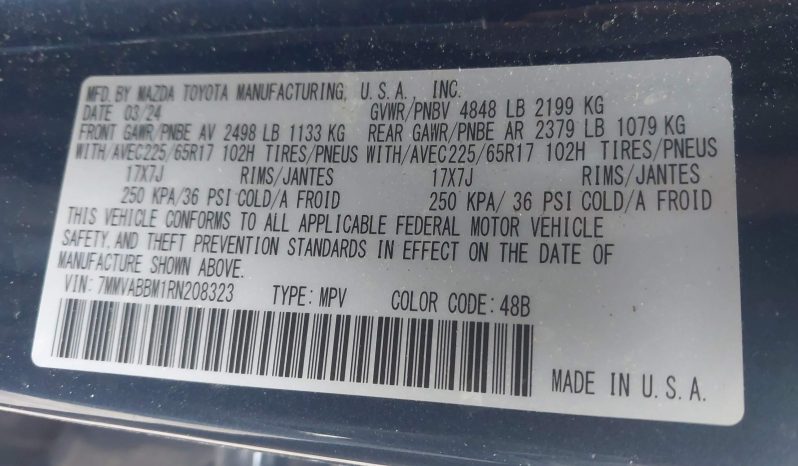 MFD. BY MAZDA TOYOTA MANUFACTURING, U.S.A., INC.
DATE 03/24 GVWR/PNBV 4848 LB 2199 KG
FRONT GAWR/PNBE AV 2498 LB 1133 KG REAR GAWR/PNBE AR 2379 LB 1079 KG
WITH/AVEC225/65R17 102H TIRES/PNEUS WITH/AVEC225/65R17 102H TIRES/PNEUS
17X7J RIMS/JANTES 17X7J RIMS/JANTES
250 KPA/36 PSI COLD/A FROID 250 KPA/ 36 PSI COLD/A FROID
THIS VEHICLE CONFORMS TO ALL APPLICABLE FEDERAL MOTOR VEHICLE
SAFETY, AND THEFT PREVENTION STANDARDS IN EFFECT ON THE DATE OF
MANUFACTURE SHOWN ABOVE.
VIN: 7MMVABBM1RN208323 TYPE: MPV COLOR CODE: 48B
MADE IN U.S.A.